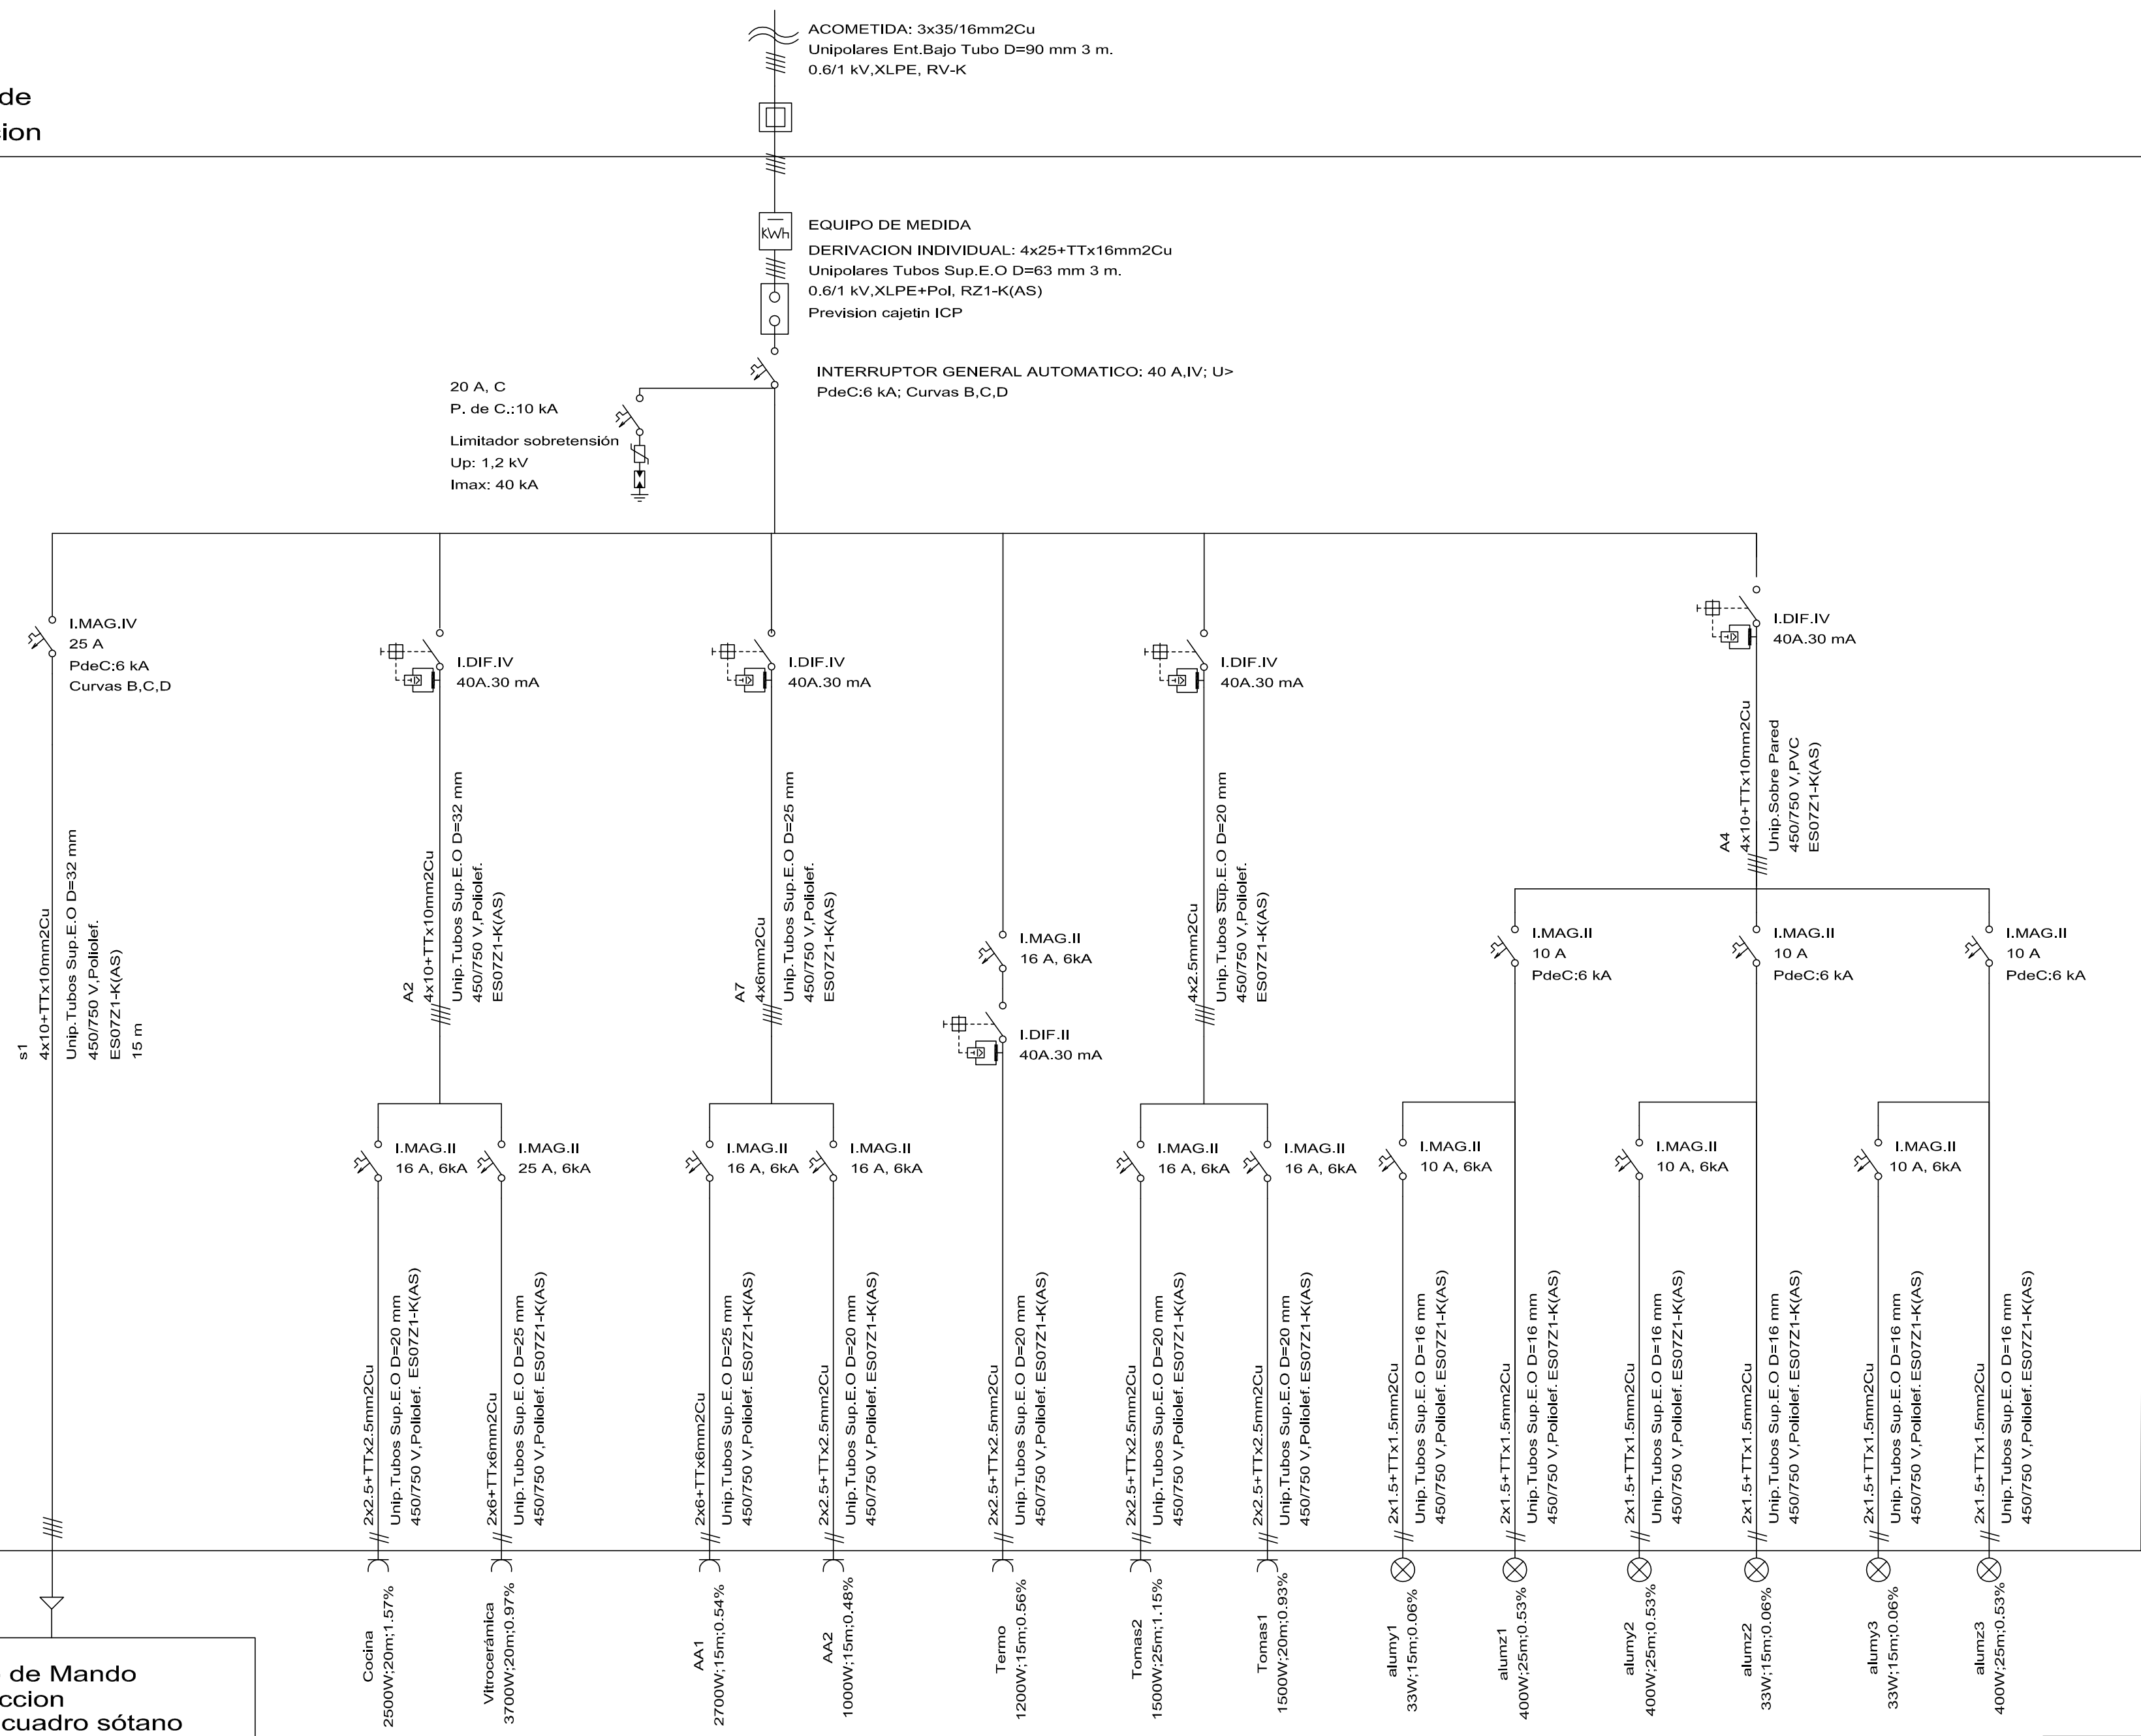 ACOMETIDA: 3x35/16mm2Cu
Unipolares Ent.Bajo Tubo D=90 mm 3 m.
0.6/1 kV,XLPE, RV-K
de
KWh
EQUIPO DE MEDIDA
DERIVACION INDIVIDUAL: 4x25+TTx16mm2Cu
Unipolares Tubos Sup.E.O D=63 mm 3 m.
0.6/1 kV,XLPE+Pol, RZ1-K(AS)
Prevision cajetin ICP
INTERRUPTOR GENERAL AUTOMATICO: 40 A,IV; U>
PdeC:6 kA; Curvas B,C,D
20 A, C
P. de C.:10 kA
Limitador sobretensión
Up: 1,2 kV
Imax: 40 kA
I.MAG.IV
25 A
PdeC:6 kA
Curvas B,C,D
s1
4x10+TTx10mm2Cu
Unip.Tubos Sup.E.O D=32 mm
450/750 V,Poliolef.
ES07Z1-K(AS)
15 m
I.DIF.IV
40A.30 mA
A2
4x10+TTx10mm2Cu
Unip.Tubos Sup.E.O D=32 mm
450/750 V,Poliolef.
ES07Z1-K(AS)
I.DIF.IV
40A.30 mA
A7
4x6mm2Cu
Unip.Tubos Sup.E.O D=25 mm
450/750 V,Poliolef.
ES07Z1-K(AS)
I.MAG.II
16 A, 6kA
I.DIF.II
40A.30 mA
I.DIF.IV
40A.30 mA
4x2.5mm2Cu
Unip.Tubos Sup.E.O D=20 mm
450/750 V,Poliolef.
ES07Z1-K(AS)
I.DIF.IV
40A.30 mA
A4
4x10+TTx10mm2Cu
Unip.Sobre Pared
450/750 V,PVC
ES07Z1-K(AS)
I.MAG.II
10 A
PdeC:6 kA
I.MAG.II
10 A
PdeC:6 kA
I.MAG.II
10 A
PdeC:6 kA
I.MAG.II
16 A, 6kA
I.MAG.II
25 A, 6kA
I.MAG.II
16 A, 6kA
I.MAG.II
16 A, 6kA
I.MAG.II
16 A, 6kA
I.MAG.II
16 A, 6kA
I.MAG.II
10 A, 6kA
I.MAG.II
10 A, 6kA
I.MAG.II
10 A, 6kA
2x2.5+TTx2.5mm2Cu
Unip.Tubos Sup.E.O D=20 mm
450/750 V,Poliolef. ES07Z1-K(AS)
2x6+TTx6mm2Cu
Unip.Tubos Sup.E.O D=25 mm
450/750 V,Poliolef. ES07Z1-K(AS)
2x6+TTx6mm2Cu
Unip.Tubos Sup.E.O D=25 mm
450/750 V,Poliolef. ES07Z1-K(AS)
2x2.5+TTx2.5mm2Cu
Unip.Tubos Sup.E.O D=20 mm
450/750 V,Poliolef. ES07Z1-K(AS)
2x2.5+TTx2.5mm2Cu
Unip.Tubos Sup.E.O D=20 mm
450/750 V,Poliolef. ES07Z1-K(AS)
2x2.5+TTx2.5mm2Cu
Unip.Tubos Sup.E.O D=20 mm
450/750 V,Poliolef. ES07Z1-K(AS)
2x2.5+TTx2.5mm2Cu
Unip.Tubos Sup.E.O D=20 mm
450/750 V,Poliolef. ES07Z1-K(AS)
2x1.5+TTx1.5mm2Cu
Unip.Tubos Sup.E.O D=16 mm
450/750 V,Poliolef. ES07Z1-K(AS)
2x1.5+TTx1.5mm2Cu
Unip.Tubos Sup.E.O D=16 mm
450/750 V,Poliolef. ES07Z1-K(AS)
2x1.5+TTx1.5mm2Cu
Unip.Tubos Sup.E.O D=16 mm
450/750 V,Poliolef. ES07Z1-K(AS)
2x1.5+TTx1.5mm2Cu
Unip.Tubos Sup.E.O D=16 mm
450/750 V,Poliolef. ES07Z1-K(AS)
2x1.5+TTx1.5mm2Cu
Unip.Tubos Sup.E.O D=16 mm
450/750 V,Poliolef. ES07Z1-K(AS)
2x1.5+TTx1.5mm2Cu
Unip.Tubos Sup.E.O D=16 mm
450/750 V,Poliolef. ES07Z1-K(AS)
Cocina
2500W;20m;1.57%
Vitrocerámica
3700W;20m;0.97%
AA1
2700W;15m;0.54%
AA2
1000W;15m;0.48%
Termo
1200W;15m;0.56%
Tomas2
1500W;25m;1.15%
Tomas1
1500W;20m;0.93%
alumy1
33W;15m;0.06%
alumz1
400W;25m;0.53%
alumy2
400W;25m;0.53%
alumz2
33W;15m;0.06%
alumy3
33W;15m;0.06%
alumz3
400W;25m;0.53%
de Mando
ccion
cuadro sótano